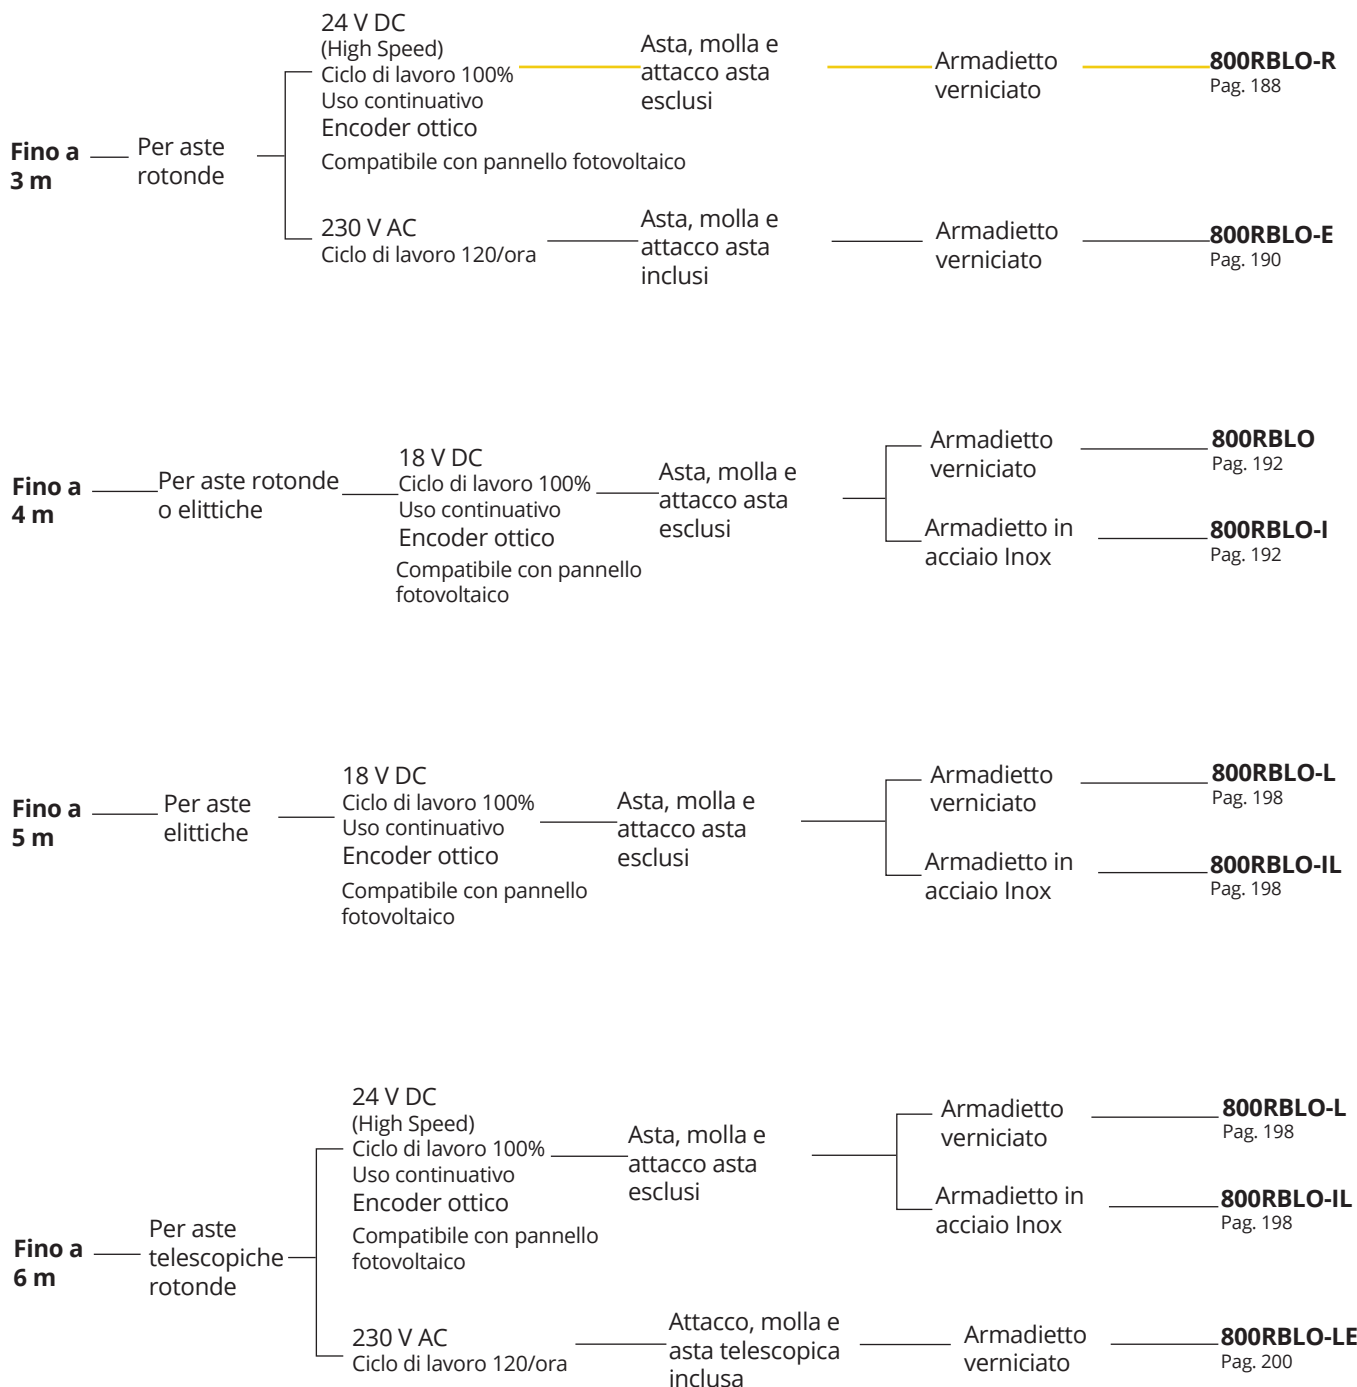 Fino a
3 m
Per aste
rotonde
24 V DC
(High Speed)
Ciclo di lavoro 100%
Uso continuativo
Encoder ottico
Compatibile con pannello fotovoltaico
Asta, molla e
attacco asta
esclusi
Armadietto
verniciato
800RBLO-R
Pag. 188
230 V AC
Ciclo di lavoro 120/ora
Asta, molla e
attacco asta
inclusi
Armadietto
verniciato
800RBLO-E
Pag. 190
Fino a
4 m
Per aste rotonde
o elittiche
18 V DC
Ciclo di lavoro 100%
Uso continuativo
Encoder ottico
Compatibile con pannello
fotovoltaico
Asta, molla e
attacco asta
esclusi
Armadietto
verniciato
800RBLO
Pag. 192
Armadietto in
acciaio Inox
800RBLO-I
Pag. 192
Fino a
5 m
Per aste
elittiche
18 V DC
Ciclo di lavoro 100%
Uso continuativo
Encoder ottico
Compatibile con pannello
fotovoltaico
Asta, molla e
attacco asta
esclusi
Armadietto
verniciato
800RBLO-L
Pag. 198
Armadietto in
acciaio Inox
800RBLO-IL
Pag. 198
Fino a
6 m
Per aste
telescopiche
rotonde
24 V DC
(High Speed)
Ciclo di lavoro 100%
Uso continuativo
Encoder ottico
Compatibile con pannello
fotovoltaico
Asta, molla e
attacco asta
esclusi
Armadietto
verniciato
800RBLO-L
Pag. 198
Armadietto in
acciaio Inox
800RBLO-IL
Pag. 198
230 V AC
Ciclo di lavoro 120/ora
Attacco, molla e
asta telescopica
inclusa
Armadietto
verniciato
800RBLO-LE
Pag. 200